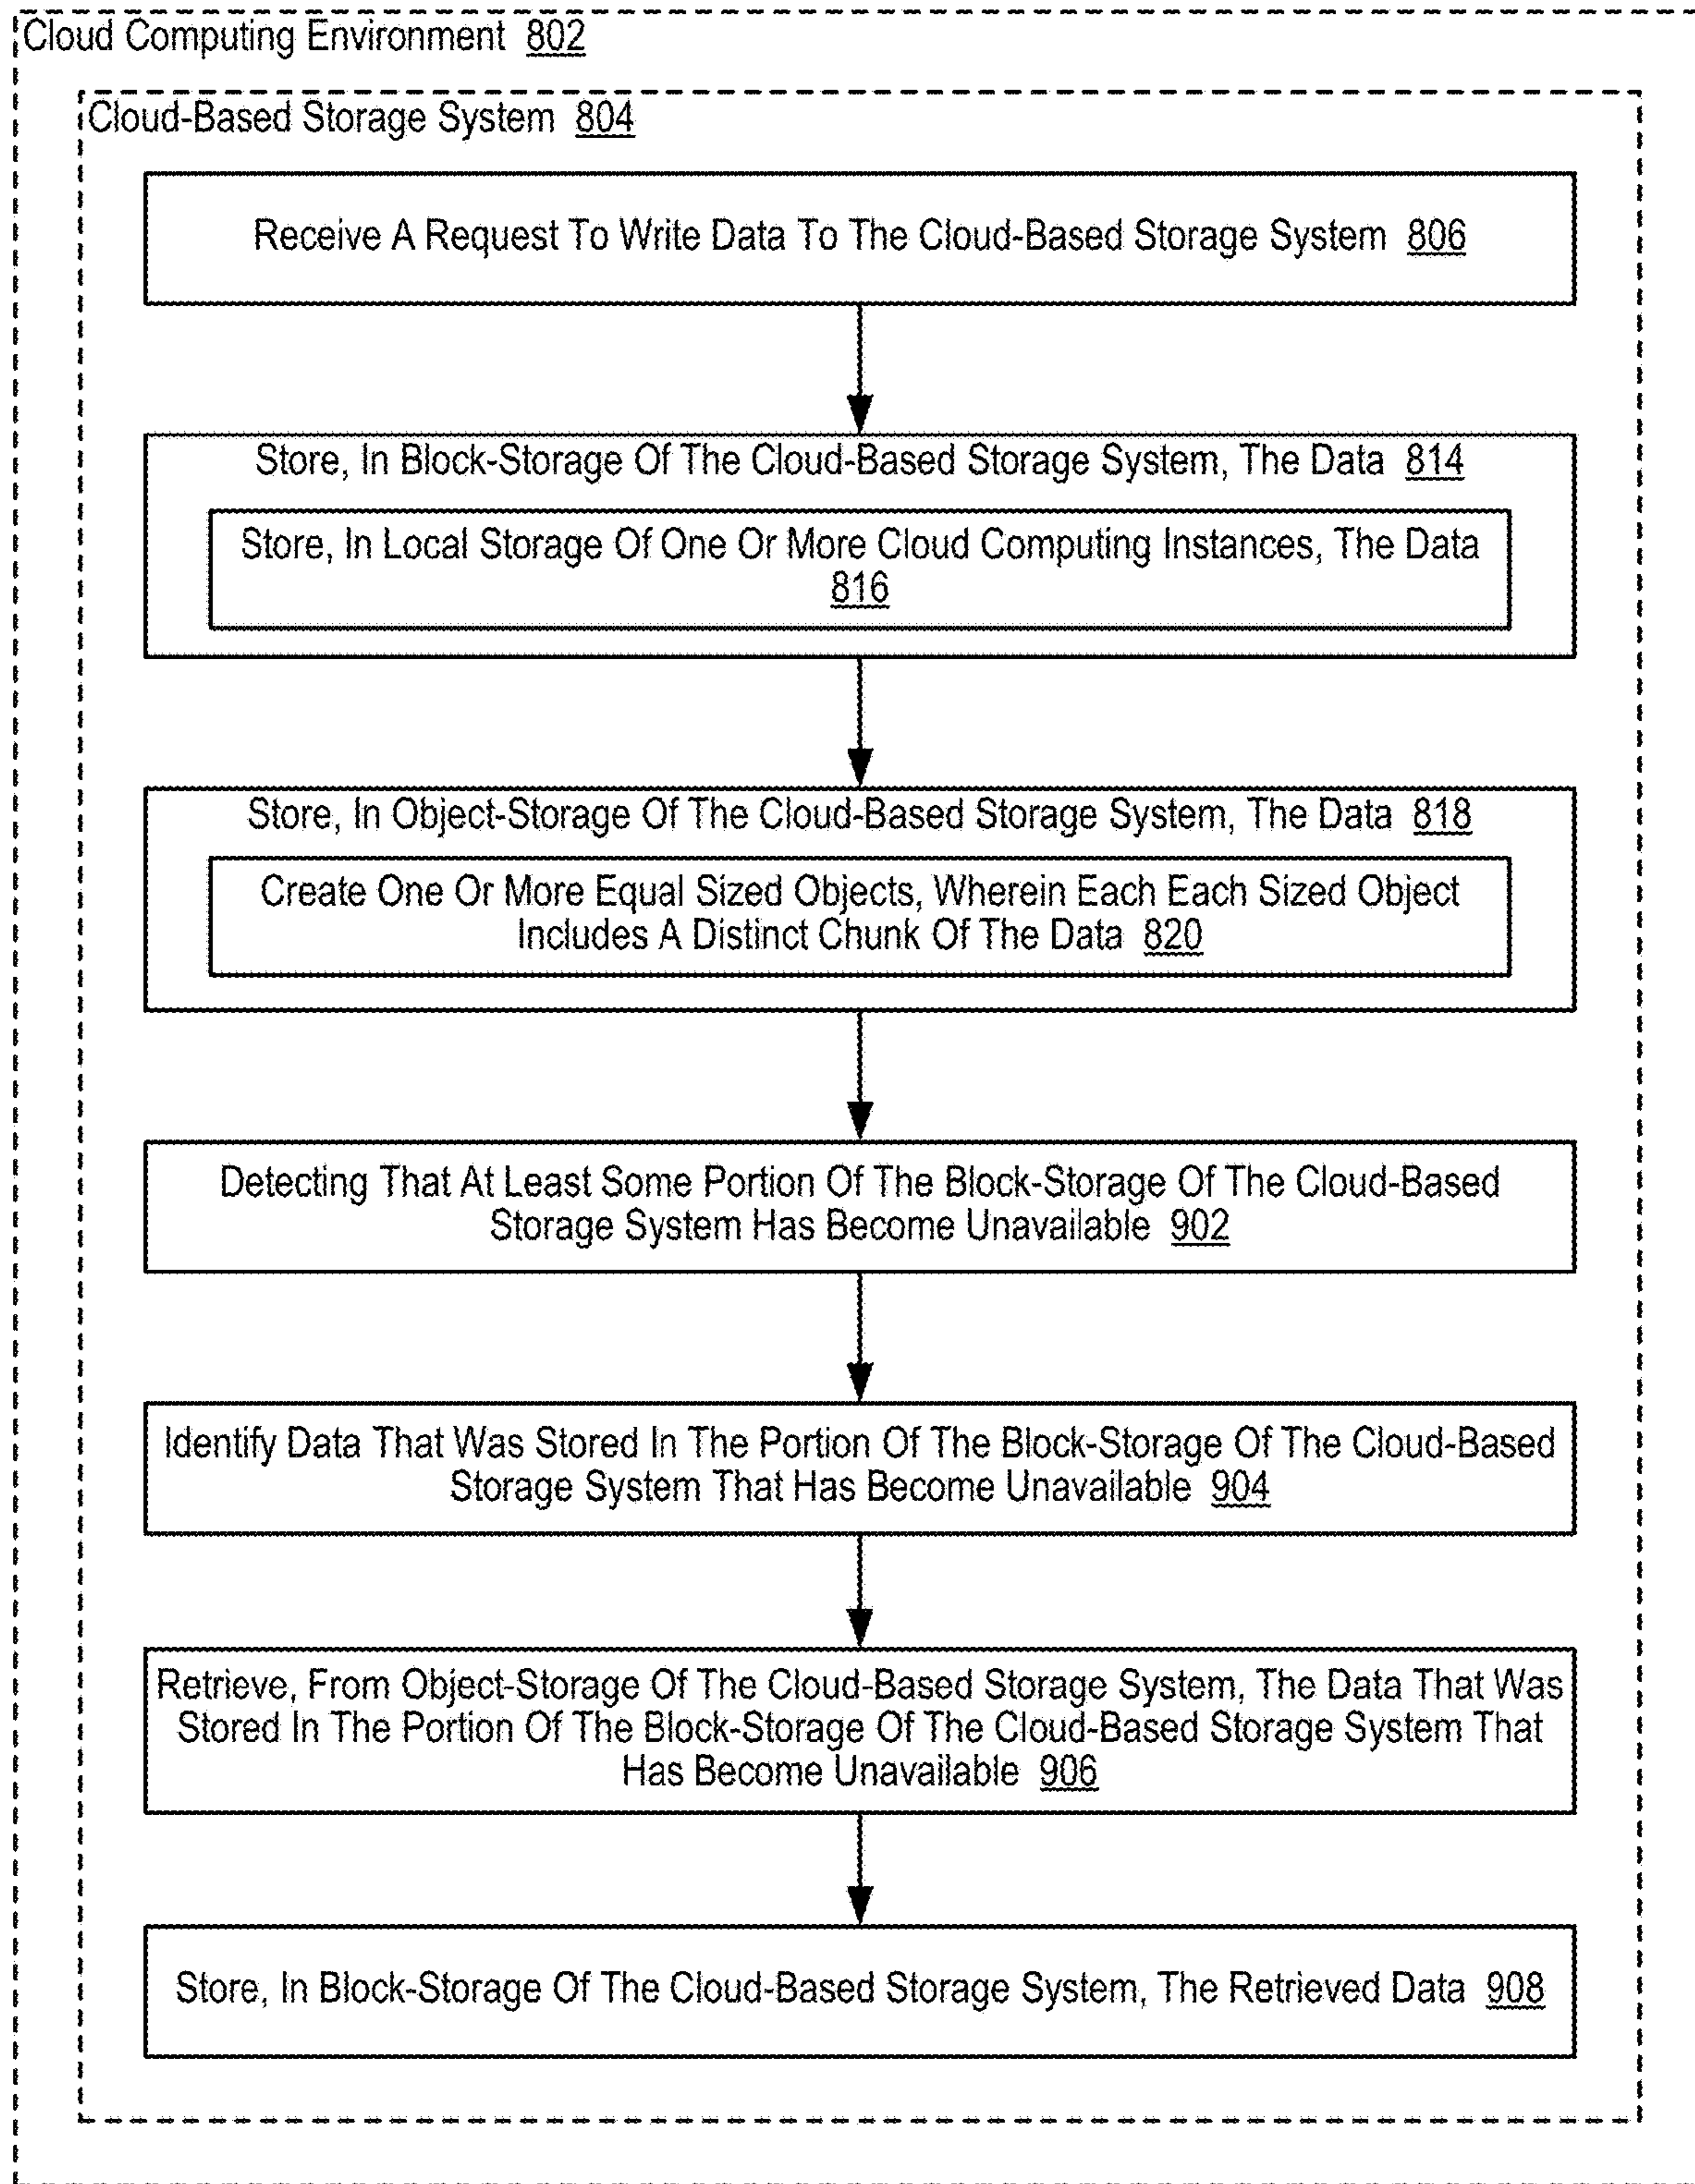 Cloud Computing Environment 802
Cloud-Based Storage System 804
Receive A Request To Write Data To The Cloud-Based Storage System 806
Store, In Block-Storage Of The Cloud-Based Storage System, The Data 814
Store, In Local Storage Of One Or More Cloud Computing Instances, The Data
816
Store, In Object-Storage Of The Cloud-Based Storage System, The Data 818
Create One Or More Equal Sized Objects, Wherein Each Each Sized Object
Includes A Distinct Chunk Of The Data 820
Detecting That At Least Some Portion Of The Block-Storage Of The Cloud-Based
Storage System Has Become Unavailable 902
Identify Data That Was Stored In The Portion Of The Block-Storage Of The Cloud-Based
Storage System That Has Become Unavailable 904
Retrieve, From Object-Storage Of The Cloud-Based Storage System, The Data That Was
Stored In The Portion Of The Block-Storage Of The Cloud-Based Storage System That
Has Become Unavailable 906
Store, In Block-Storage Of The Cloud-Based Storage System, The Retrieved Data 908